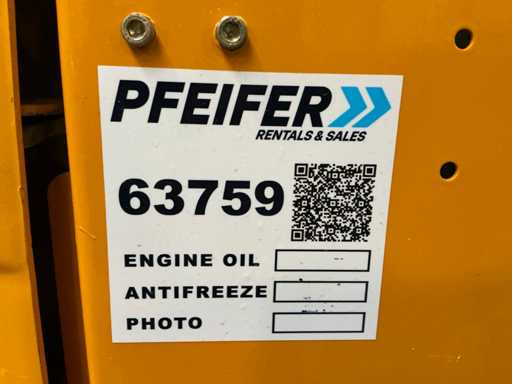 PFEIFER
RENTALS & SALES
63759
ENGINE OIL
ANTIFREEZE
PHOTO